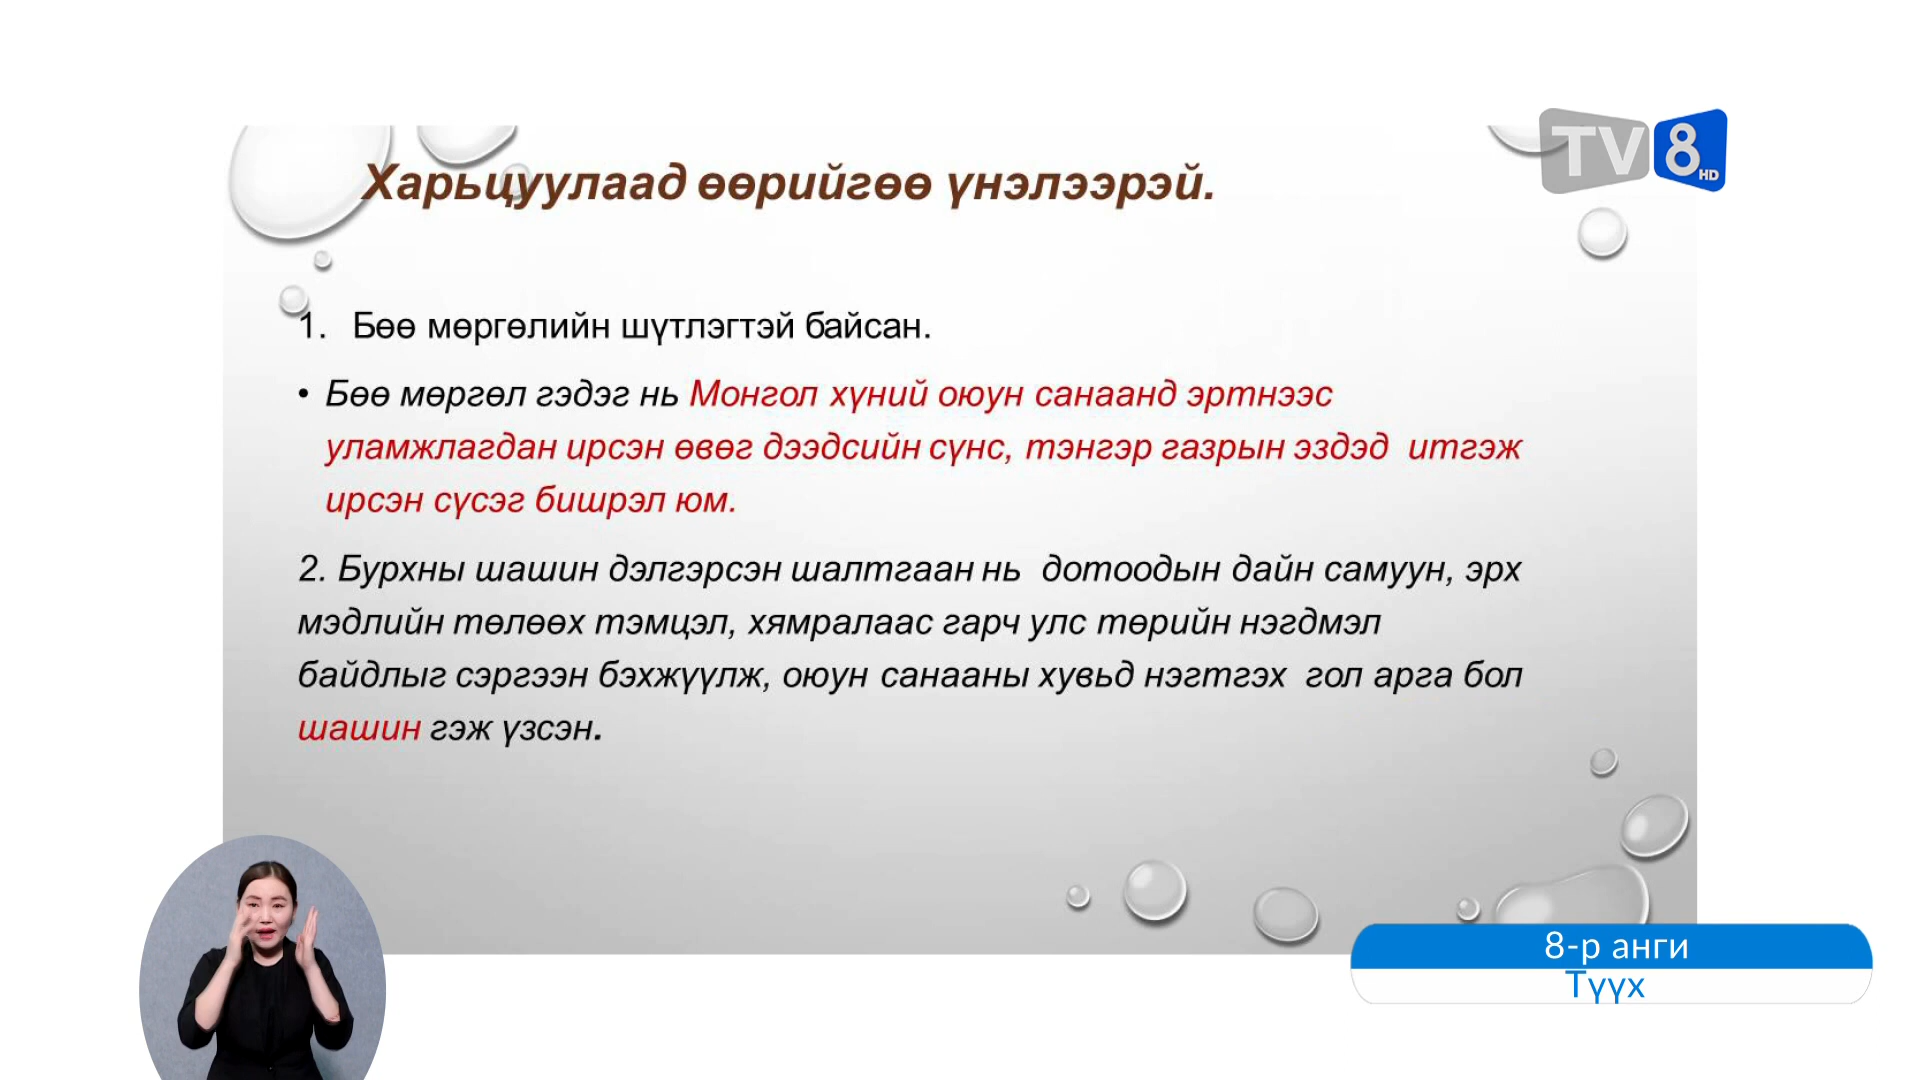 TV8 HD
Харьцуулаад өөрийгөө үнэлээрэй.
1. Бөө мөргөлийн шүтлэгтэй байсан.
• Бөө мөргөл гэдэг нь Монгол хүний оюун санаанд эртнээс
уламжлагдан ирсэн өвөг дээдсийн сүнс, тэнгэр газрын эздэд итгэж
ирсэн сүсэг бишрэл юм.
2. Бурхны шашин дэлгэрсэн шалтгаан нь дотоодын дайн самуун, эрх
мэдлийн төлөөх тэмцэл, хямралаас гарч улс төрийн нэгдмэл
байдлыг сэргээн бэхжүүлж, оюун санааны хувьд нэгтгэх гол арга бол
шашин гэж үзсэн.
8-р анги
Түүх